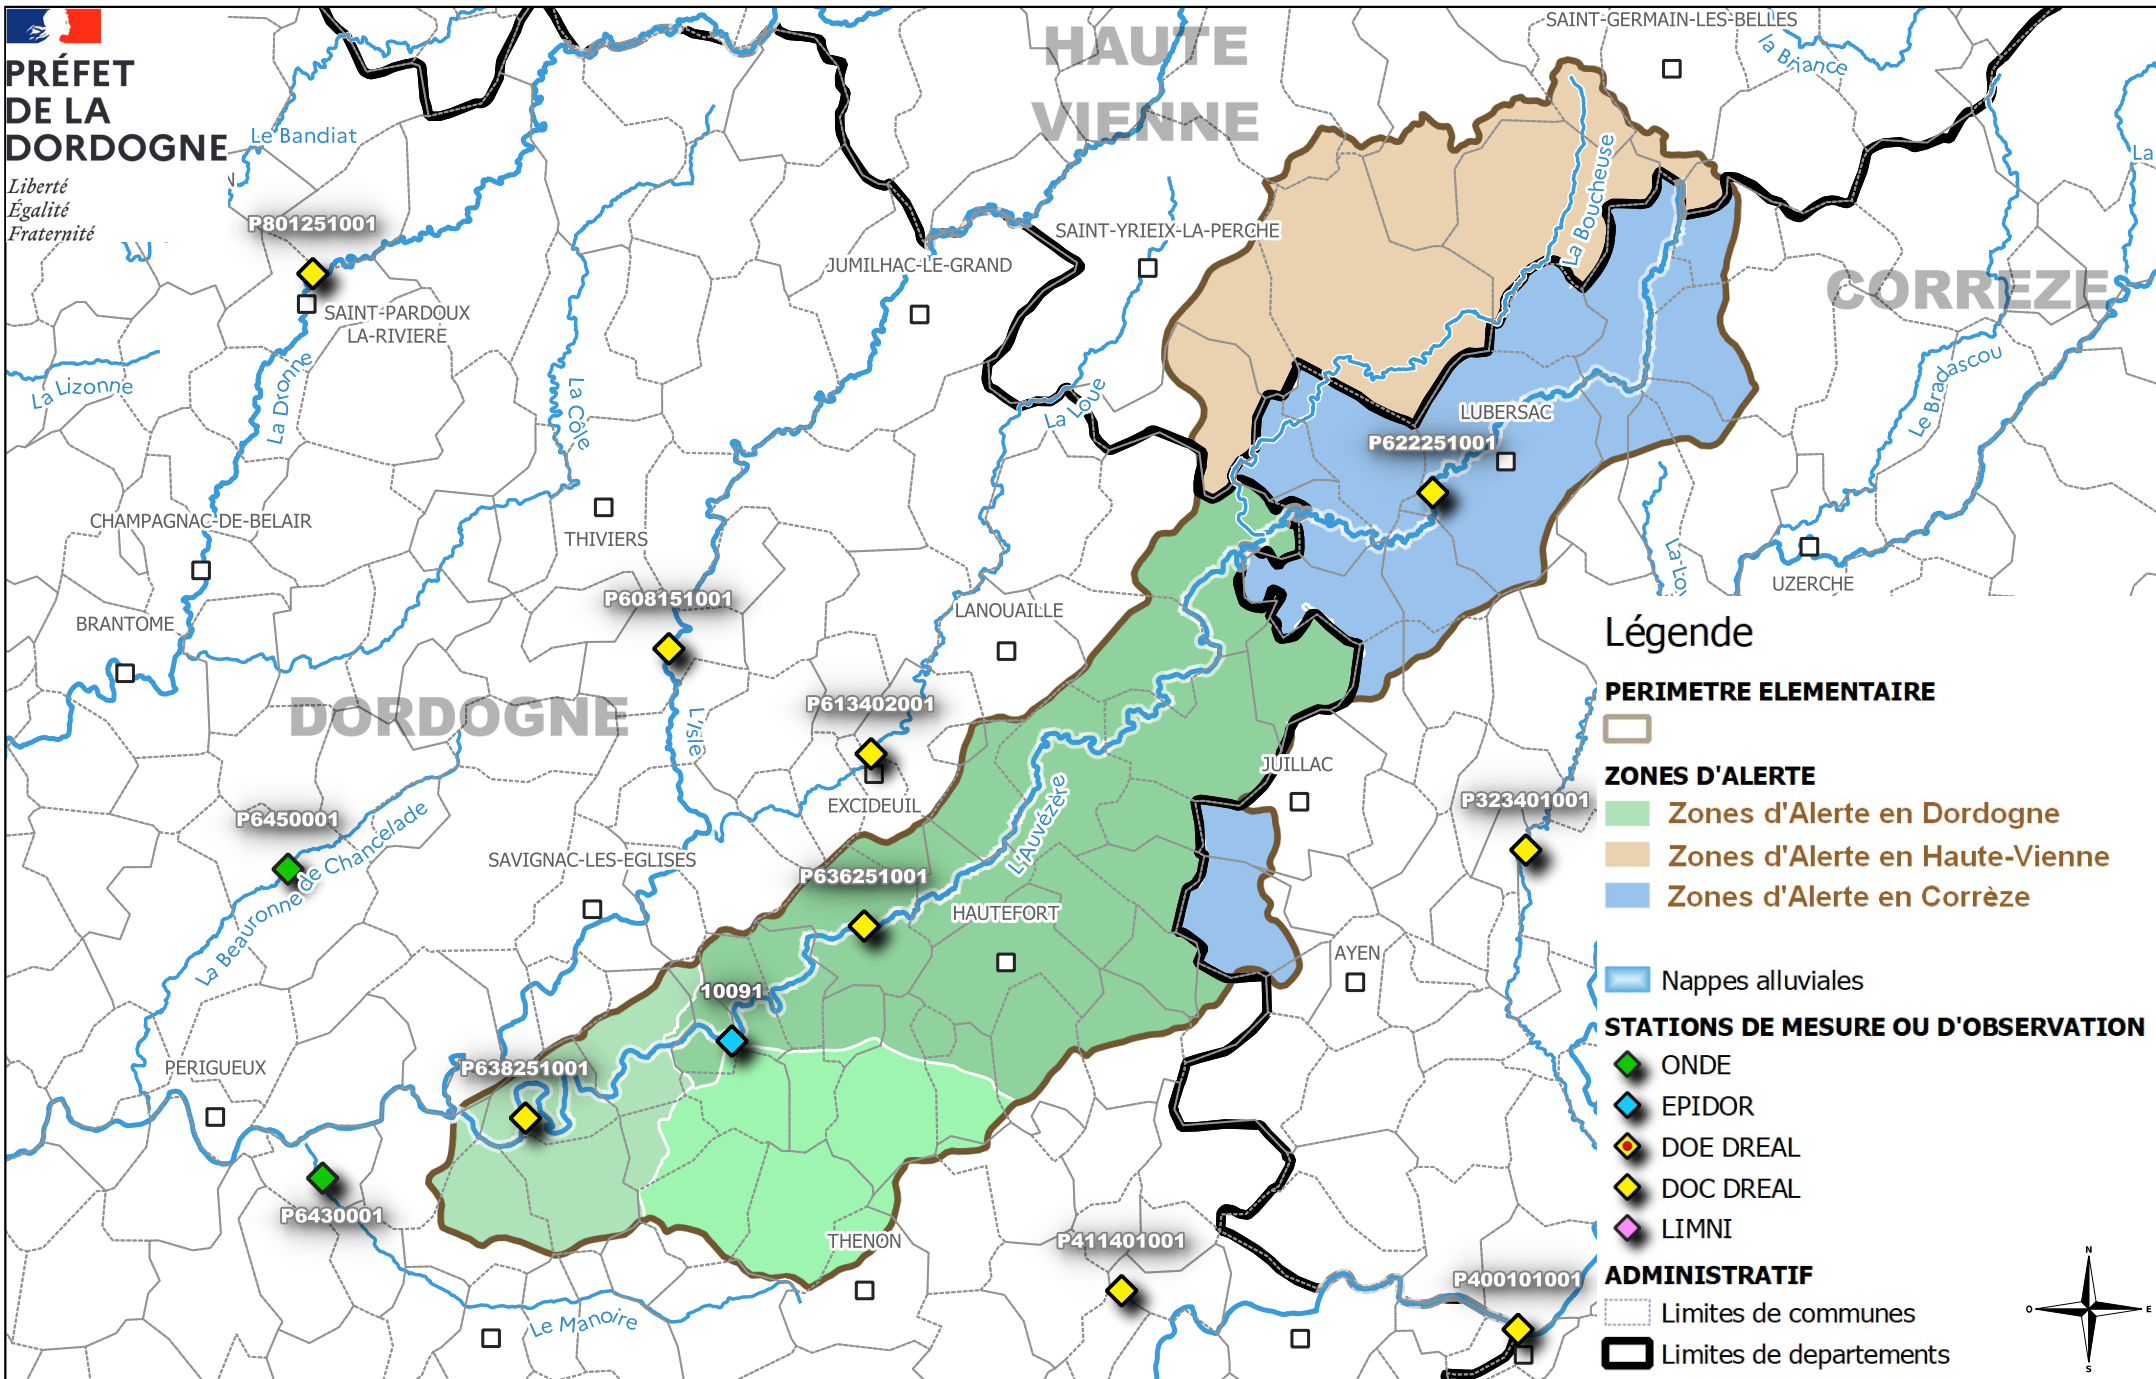 PRÉFET
DE LA
DORDOGNE
Liberté
Égalité
Fraternité
HAUTE
VIENNE
SAINT-GERMAIN-LES-BELLES
la Briance
Le Bandiat
N
P801251001
SAINT-PARDOUX
LA-RIVIERE
JUMILHAC-LE-GRAND
SAINT-YRIEIX-LA-PERCHE
La Boucheuse
La
CORREZE
La Lizonne
La Dronne
La Côle
La Loue
LUBERSAC
P622251001
Le Bradascou
CHAMPAGNAC-DE-BELAIR
THIVIERS
BRANTOME
P608151001
LANOUAILLE
UZERCHE
DORDOGNE
L'Isle
P613402001
EXCIDEUIL
JUILLAC
P323401001
P6450001
La Beauronne de Chancelade
SAVIGNAC-LES-EGLISES
P636251001
L'Auvézère
HAUTEFORT
AYEN
10091
PERIGUEUX
P638251001
P6430001
THENON
P411401001
P400101001
Le Manoire
Légende
PERIMETRE ELEMENTAIRE
ZONES D'ALERTE
Zones d'Alerte en Dordogne
Zones d'Alerte en Haute-Vienne
Zones d'Alerte en Corrèze
Nappes alluviales
STATIONS DE MESURE OU D'OBSERVATION
ONDE
EPIDOR
DOE DREAL
DOC DREAL
LIMNI
ADMINISTRATIF
Limites de communes
Limites de departements
N
O
E
S